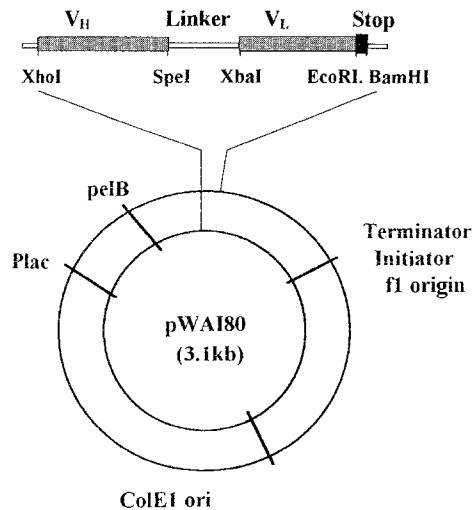 VH Linker VL Stop
XhoI SpeI XbaI EcoRI. BamHI
pelB
Plac
Terminator
Initiator
f1 origin
pWAI80
(3.1kb)
ColE1 ori